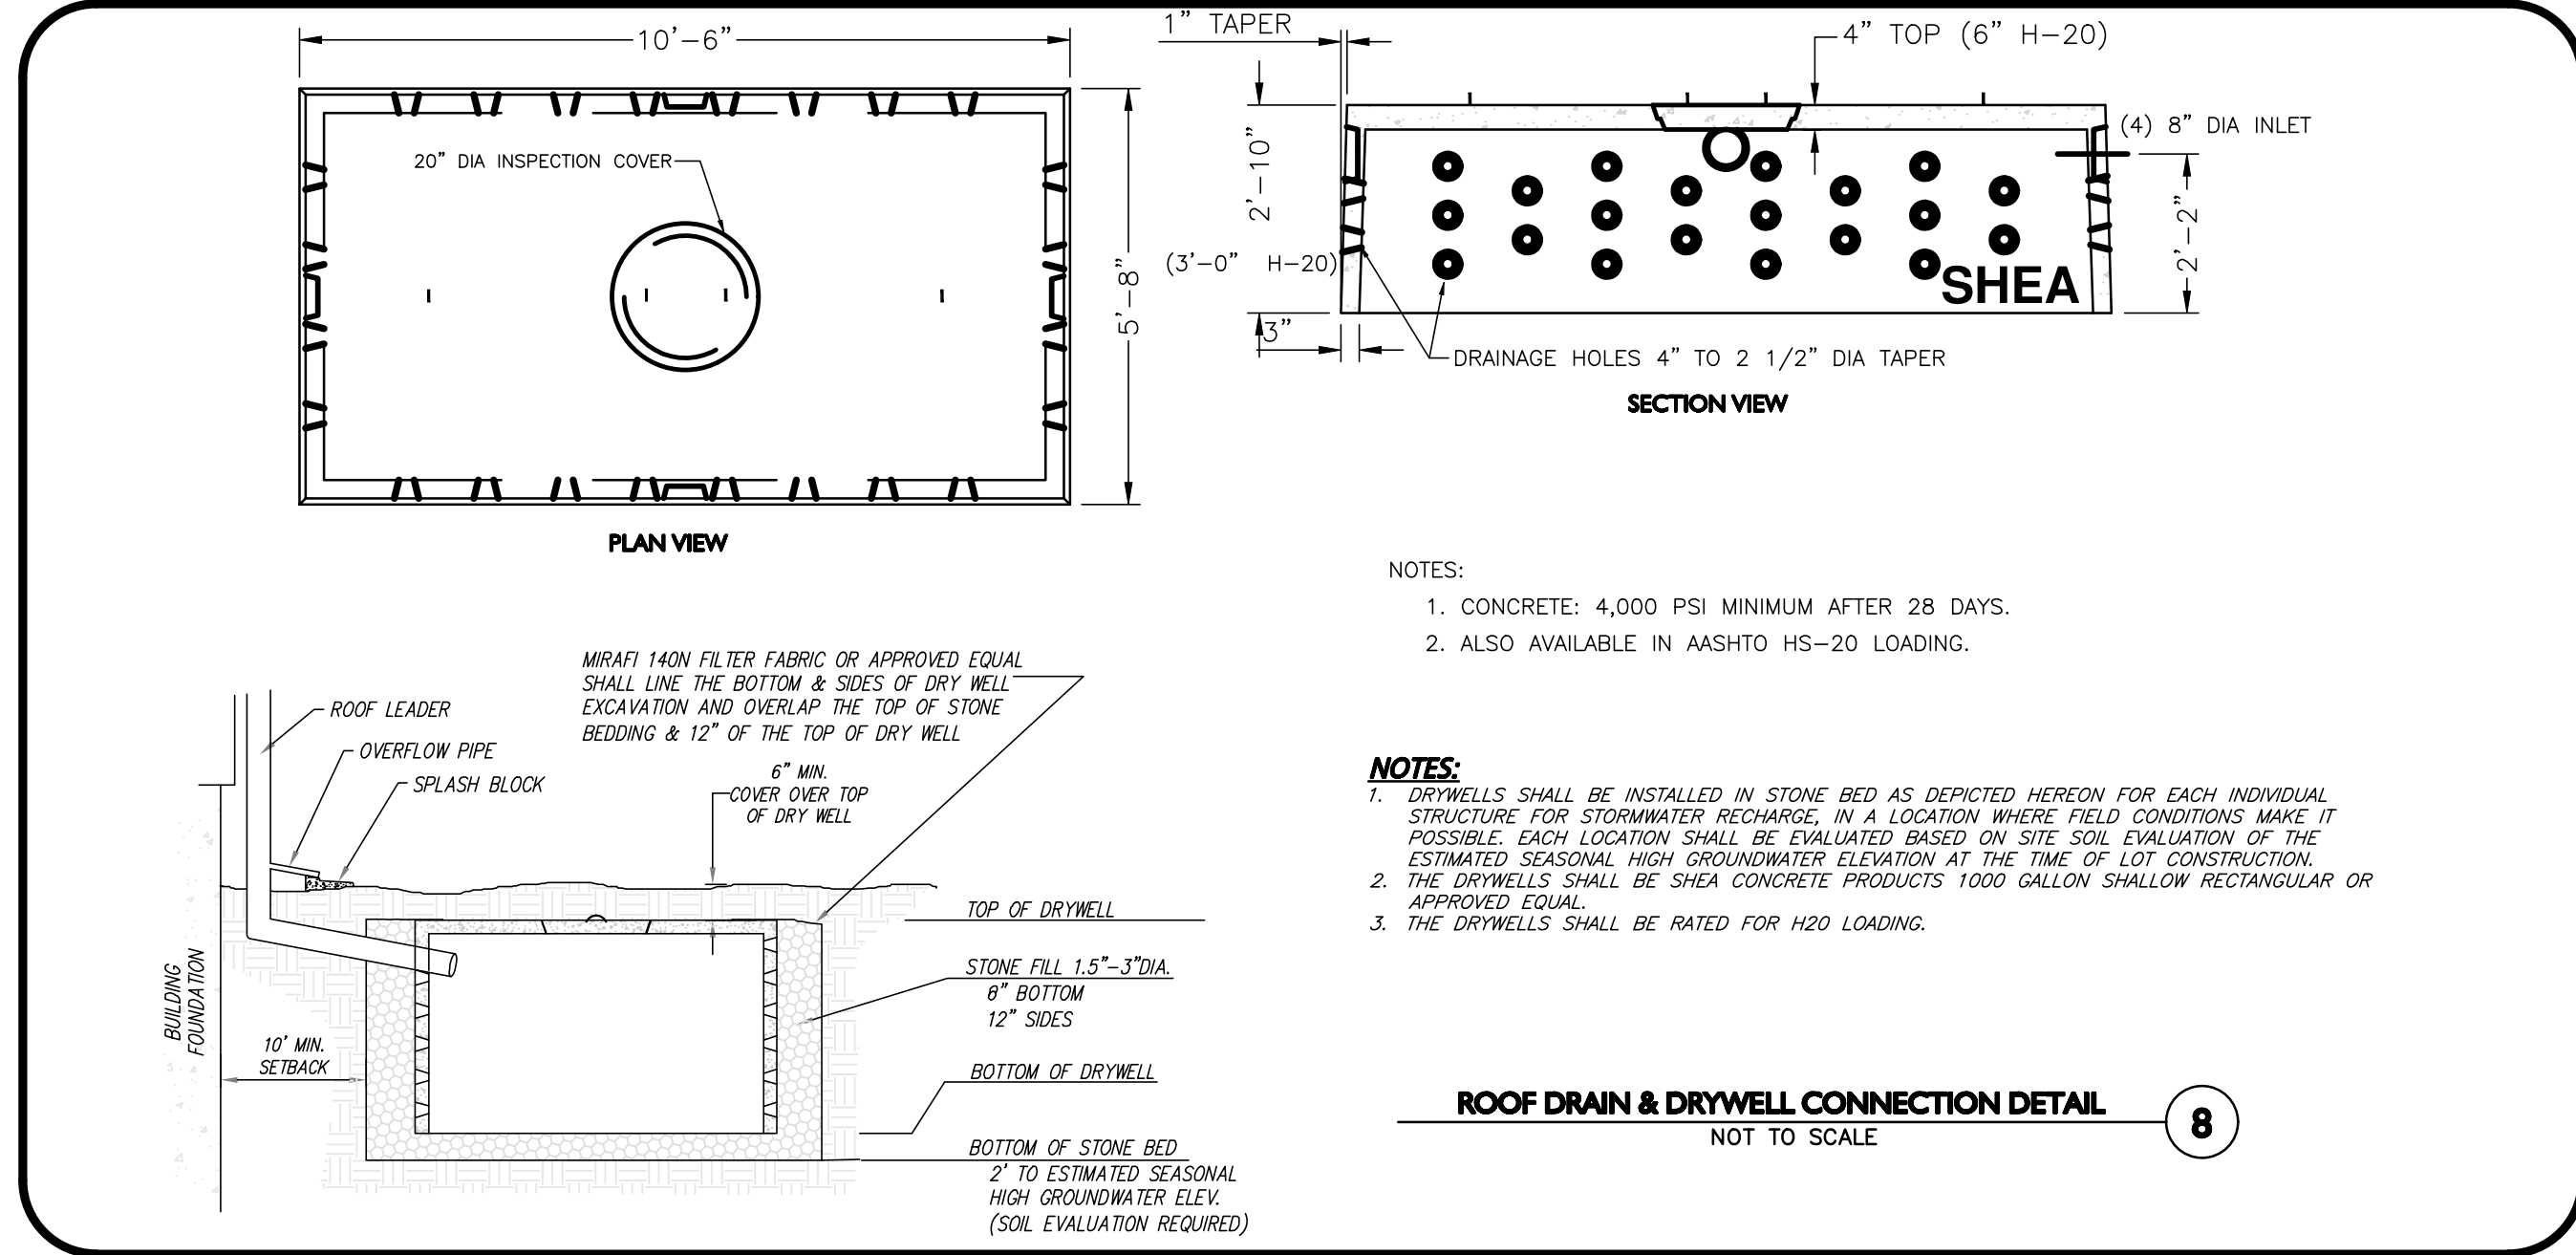 10'-6"
20" DIA INSPECTION COVER
5'-8"
PLAN VIEW
1" TAPER
4" TOP (6" H-20)
(4) 8" DIA INLET
2'-10"
(3'-0" H-20)
2'-2"
SHEA
3"
DRAINAGE HOLES 4" TO 2 1/2" DIA TAPER
SECTION VIEW
NOTES:
1. CONCRETE: 4,000 PSI MINIMUM AFTER 28 DAYS.
2. ALSO AVAILABLE IN AASHTO HS-20 LOADING.
MIRAFI 140N FILTER FABRIC OR APPROVED EQUAL
SHALL LINE THE BOTTOM & SIDES OF DRY WELL
EXCAVATION AND OVERLAP THE TOP OF STONE
BEDDING & 12" OF THE TOP OF DRY WELL
ROOF LEADER
OVERFLOW PIPE
SPLASH BLOCK
6" MIN.
COVER OVER TOP
OF DRY WELL
TOP OF DRYWELL
STONE FILL 1.5"-3"DIA.
6" BOTTOM
12" SIDES
BUILDING
FOUNDATION
10' MIN.
SETBACK
BOTTOM OF DRYWELL
BOTTOM OF STONE BED
2' TO ESTIMATED SEASONAL
HIGH GROUNDWATER ELEV.
(SOIL EVALUATION REQUIRED)
NOTES:
1. DRYWELLS SHALL BE INSTALLED IN STONE BED AS DEPICTED HEREON FOR EACH INDIVIDUAL
STRUCTURE FOR STORMWATER RECHARGE, IN A LOCATION WHERE FIELD CONDITIONS MAKE IT
POSSIBLE. EACH LOCATION SHALL BE EVALUATED BASED ON SITE SOIL EVALUATION OF THE
ESTIMATED SEASONAL HIGH GROUNDWATER ELEVATION AT THE TIME OF LOT CONSTRUCTION.
2. THE DRYWELLS SHALL BE SHEA CONCRETE PRODUCTS 1000 GALLON SHALLOW RECTANGULAR OR
APPROVED EQUAL.
3. THE DRYWELLS SHALL BE RATED FOR H20 LOADING.
ROOF DRAIN & DRYWELL CONNECTION DETAIL
NOT TO SCALE
8